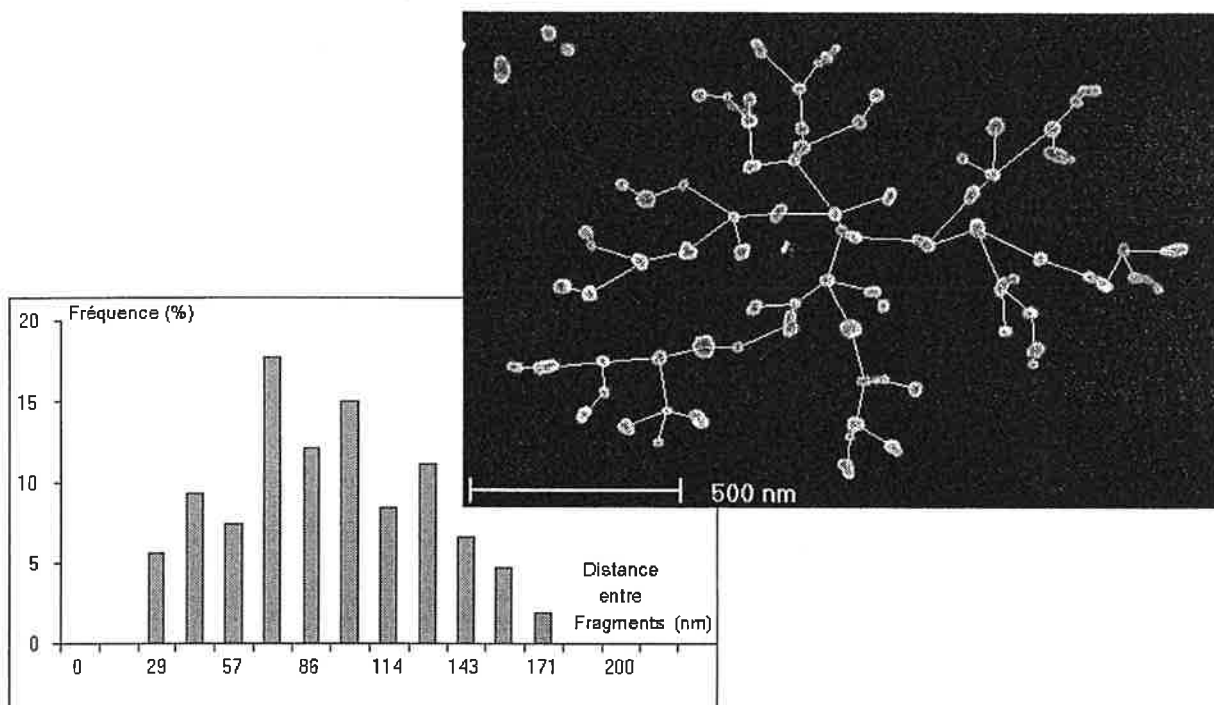 500 nm
Fréquence (%)
20
15
10
5
0
Distance
entre
Fragments (nm)
0 29 57 86 114 143 171 200